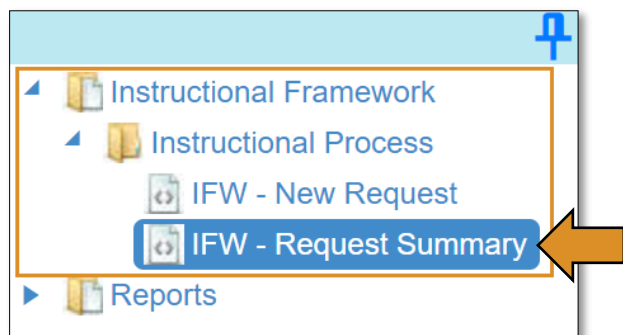 Instructional Framework
Instructional Process
IFW - New Request
IFW - Request Summary
Reports